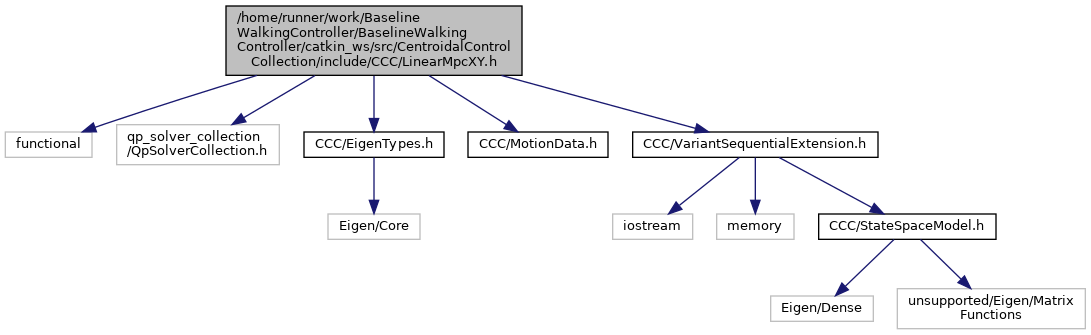 /home/runner/work/Baseline
WalkingController/BaselineWalking
Controller/catkin_ws/src/CentroidalControl
Collection/include/CCC/LinearMpcXY.h
functional
qp_solver_collection
/QpSolverCollection.h
CCC/EigenTypes.h
CCC/MotionData.h
CCC/VariantSequentialExtension.h
Eigen/Core
iostream
memory
CCC/StateSpaceModel.h
Eigen/Dense
unsupported/Eigen/Matrix
Functions